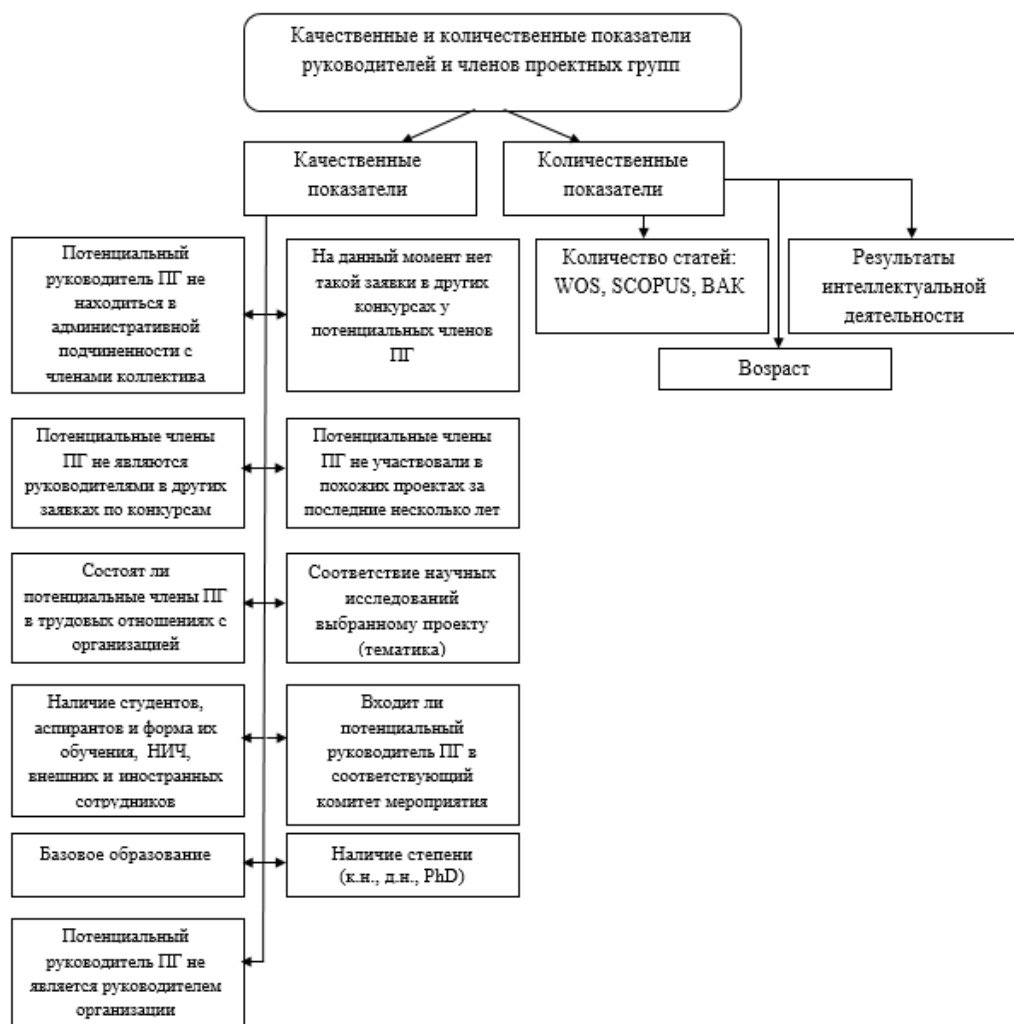 Качественные и количественные показатели
руководителей и членов проектных групп
Качественные
показатели
Количественные
показатели
Потенциальный
руководитель ПГ не
находиться в
административной
подчиненности с
членами коллектива
На данный момент нет
такой заявки в других
конкурсах у
потенциальных членов
ПГ
Количество статей:
WOS, SCOPUS, ВАК
Результаты
интеллектуальной
деятельности
Возраст
Потенциальные члены
ПГ не являются
руководителями в других
заявках по конкурсам
Потенциальные члены
ПГ не участвовали в
похожих проектах за
последние несколько лет
Состоят ли
потенциальные члены ПГ
в трудовых отношениях с
организацией
Соответствие научных
исследований
выбранному проекту
(тематика)
Наличие студентов,
аспирантов и форма их
обучения, НИЧ,
внешних и иностранных
сотрудников
Входит ли
потенциальный
руководитель ПГ в
соответствующий
комитет мероприятия
Базовое образование
Наличие степени
(к.н., д.н., PhD)
Потенциальный
руководитель ПГ не
является руководителем
организации